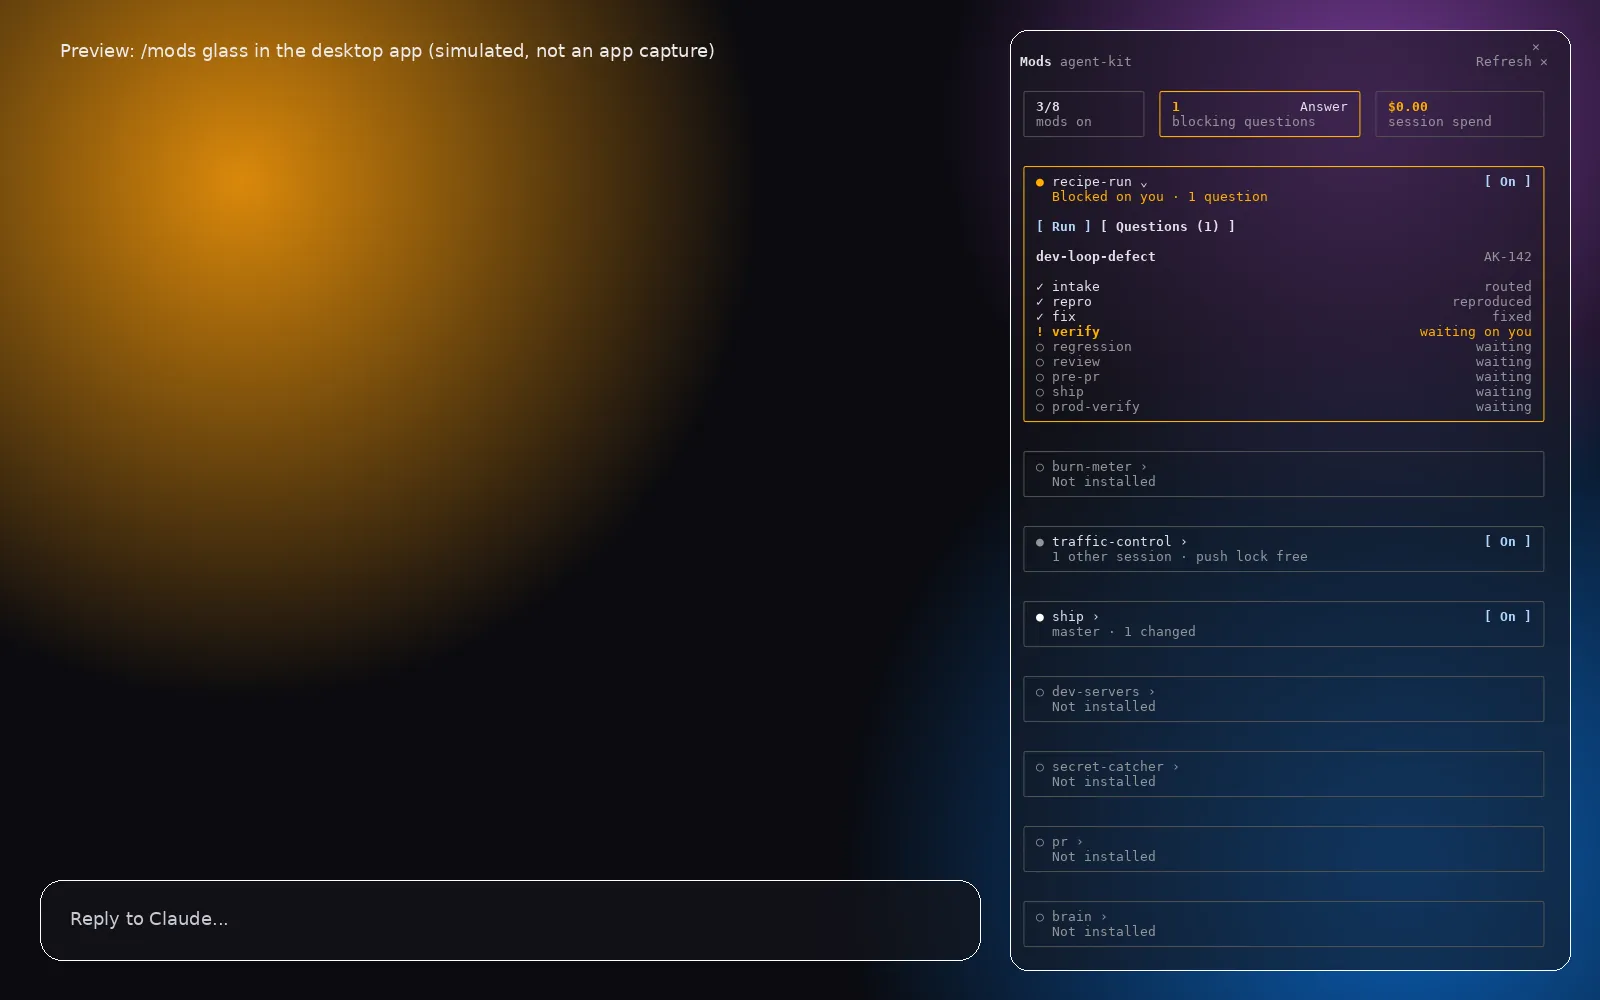 Preview: /mods glass in the desktop app (simulated, not an app capture)
×
Mods agent-kit Refresh ×
3/8
mods on
1 Answer
blocking questions
$0.00
session spend
● recipe-run ⌄ [ On ]
Blocked on you · 1 question
[ Run ] [ Questions (1) ]
dev-loop-defect AK-142
✓ intake routed
✓ repro reproduced
✓ fix fixed
! verify waiting on you
○ regression waiting
○ review waiting
○ pre-pr waiting
○ ship waiting
○ prod-verify waiting
○ burn-meter ›
Not installed
● traffic-control › [ On ]
1 other session · push lock free
● ship › [ On ]
master · 1 changed
○ dev-servers ›
Not installed
○ secret-catcher ›
Not installed
○ pr ›
Not installed
○ brain ›
Not installed
Reply to Claude...